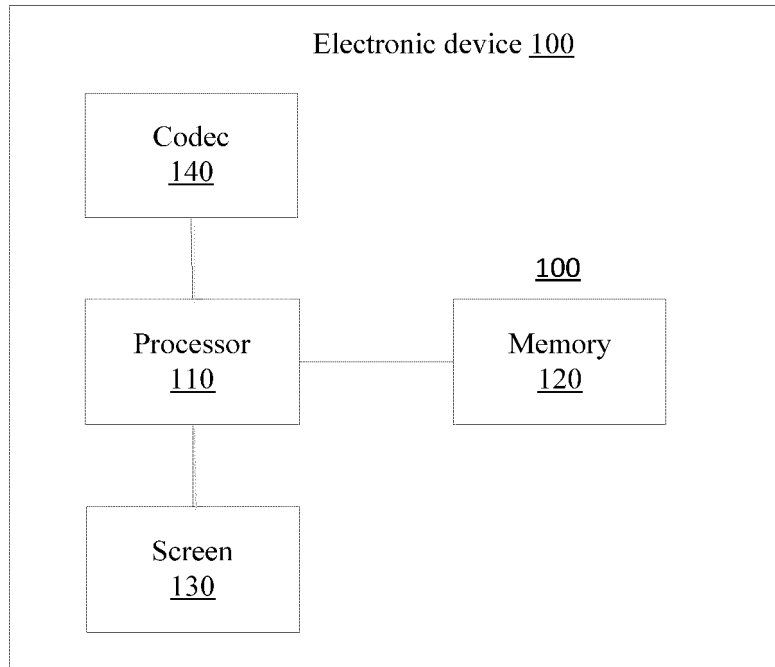 Electronic device 100
Codec
140
100
Processor
110
Memory
120
Screen
130